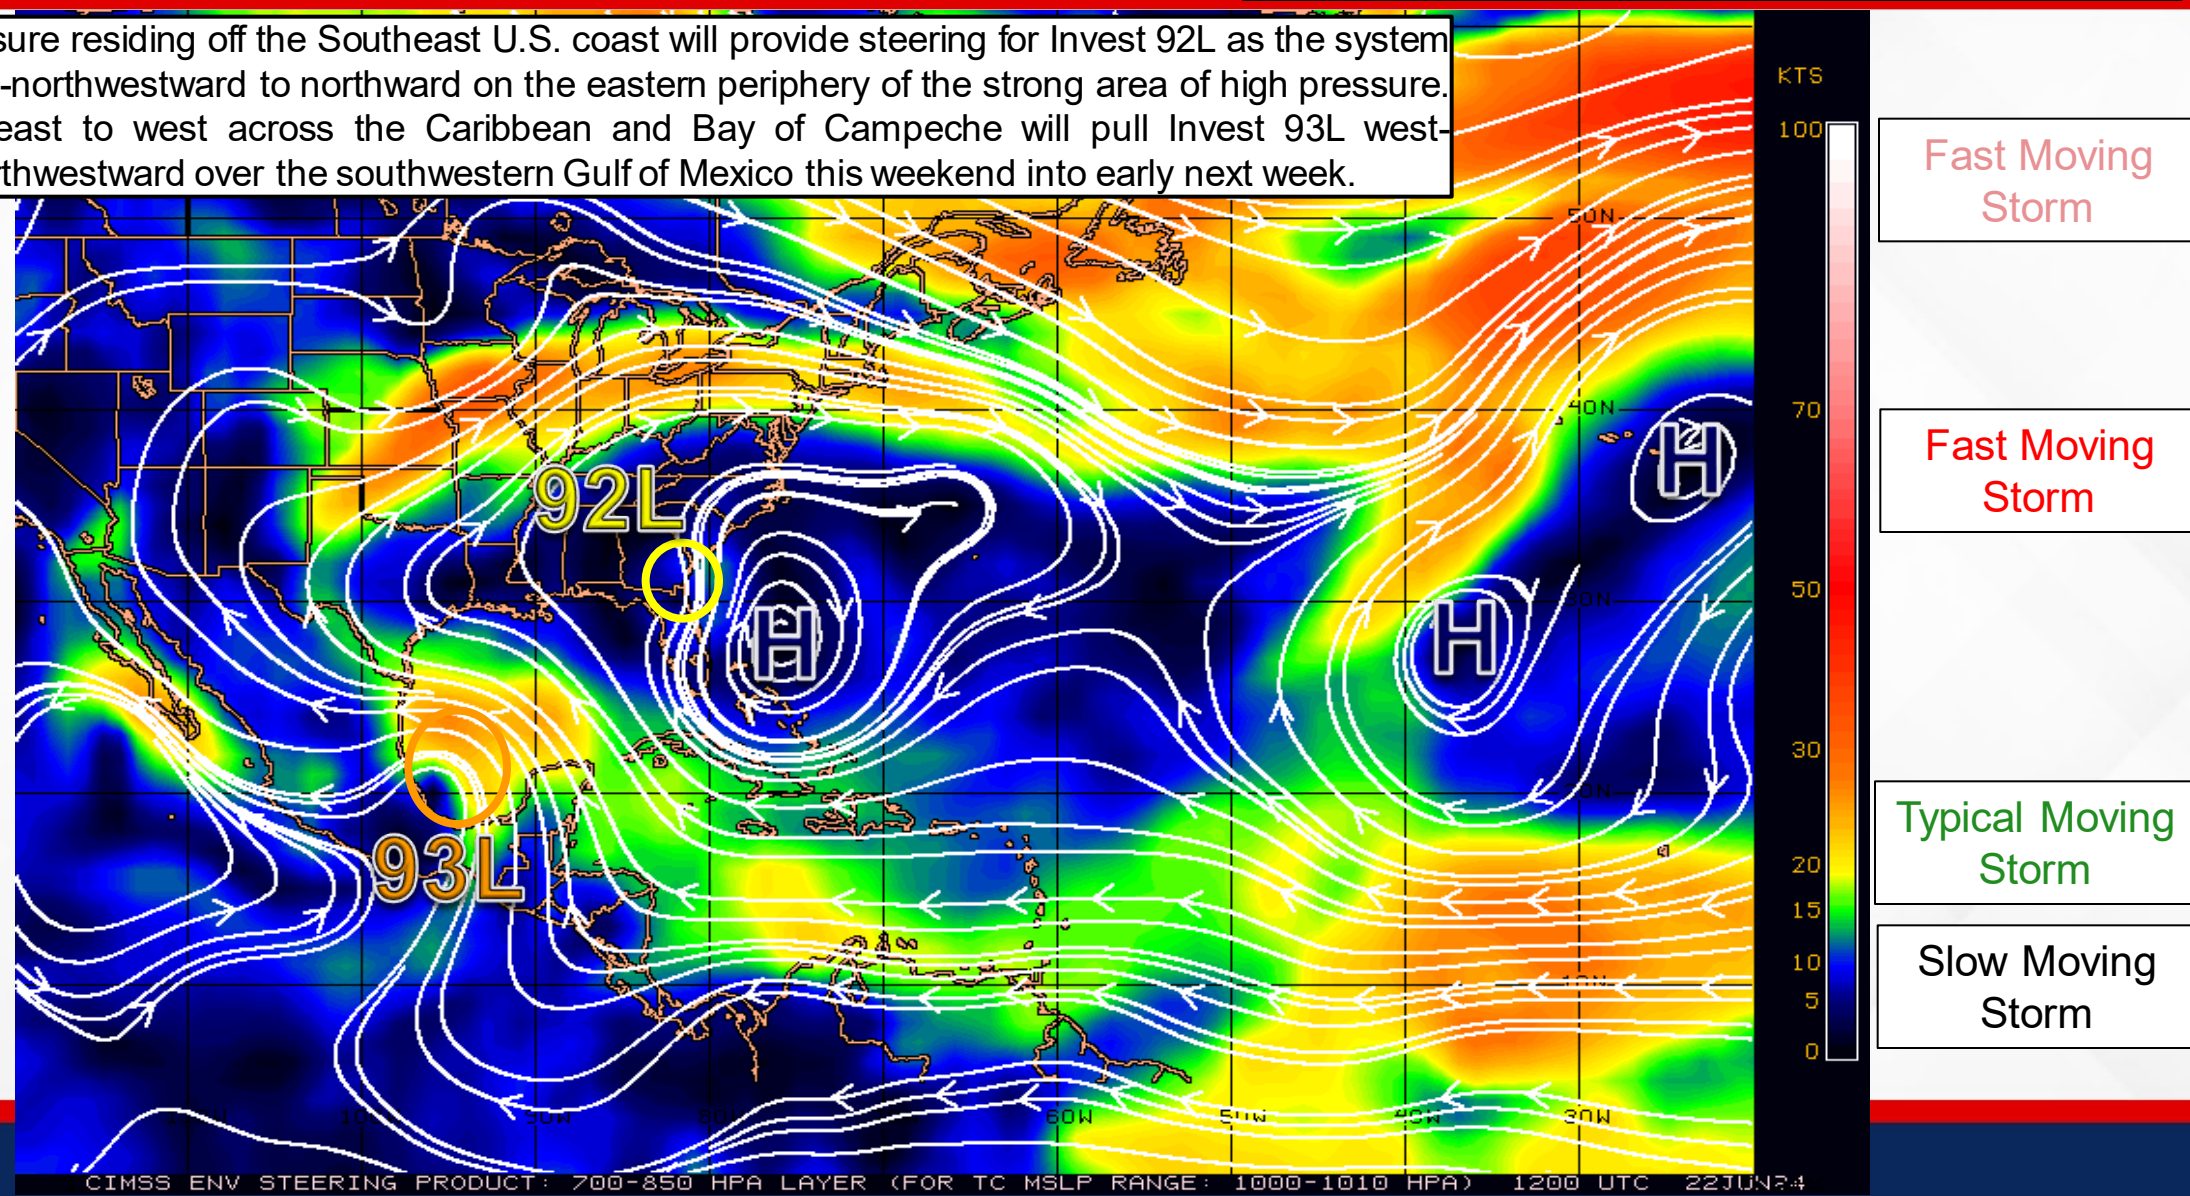 residing off the Southeast U.S. coast will provide steering for Invest 92L as the system
-northwestward to northward on the eastern periphery of the strong area of high pressure.
east to west across the Caribbean and Bay of Campeche will pull Invest 93L west-
over the southwestern Gulf of Mexico this weekend into early next week.
KTS
100
Fast Moving
Storm
50N
70
40N
H
Fast Moving
Storm
92L
50
30N
H
H
30
20N
Typical Moving
Storm
20
93L
15
10
10N
Slow Moving
Storm
5
0
90W
60W
50W
40W
30W
CIMSS ENV STEERING PRODUCT: 700-850 HPA LAYER (FOR TC MSLP RANGE: 1000-1010 HPA) 1200 UTC 22JUN24